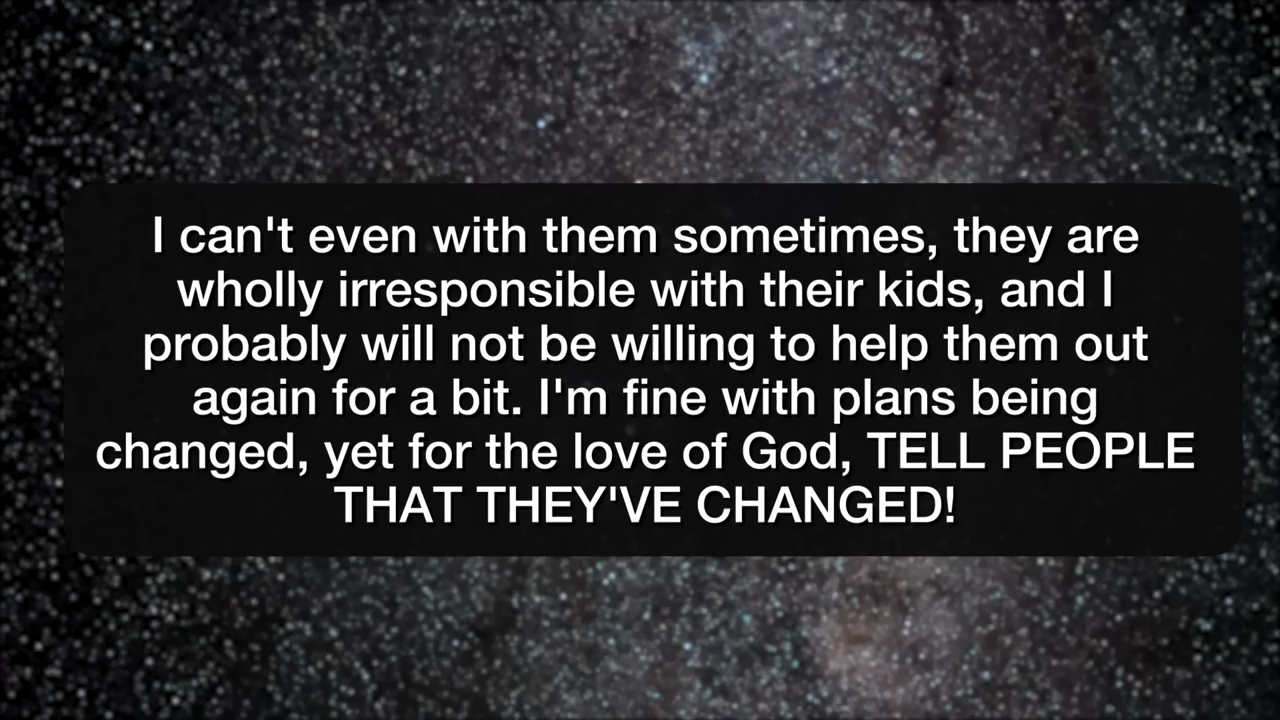 I can't even with them sometimes, they are
wholly irresponsible with their kids, and I
probably will not be willing to help them out
again for a bit. I'm fine with plans being
changed, yet for the love of God, TELL PEOPLE
THAT THEY'VE CHANGED!